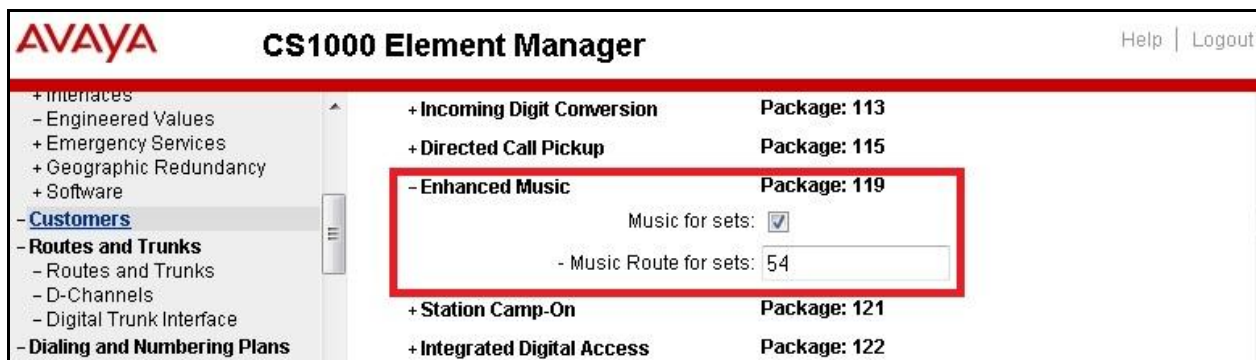 AVAYA CS1000 Element Manager Help | Logout
+ Interfaces
– Engineered Values
+ Emergency Services
+ Geographic Redundancy
+ Software
– Customers
– Routes and Trunks
– Routes and Trunks
– D-Channels
– Digital Trunk Interface
– Dialing and Numbering Plans
+ Incoming Digit Conversion Package: 113
+ Directed Call Pickup Package: 115
– Enhanced Music Package: 119
Music for sets:
- Music Route for sets: 54
+ Station Camp-On Package: 121
+ Integrated Digital Access Package: 122